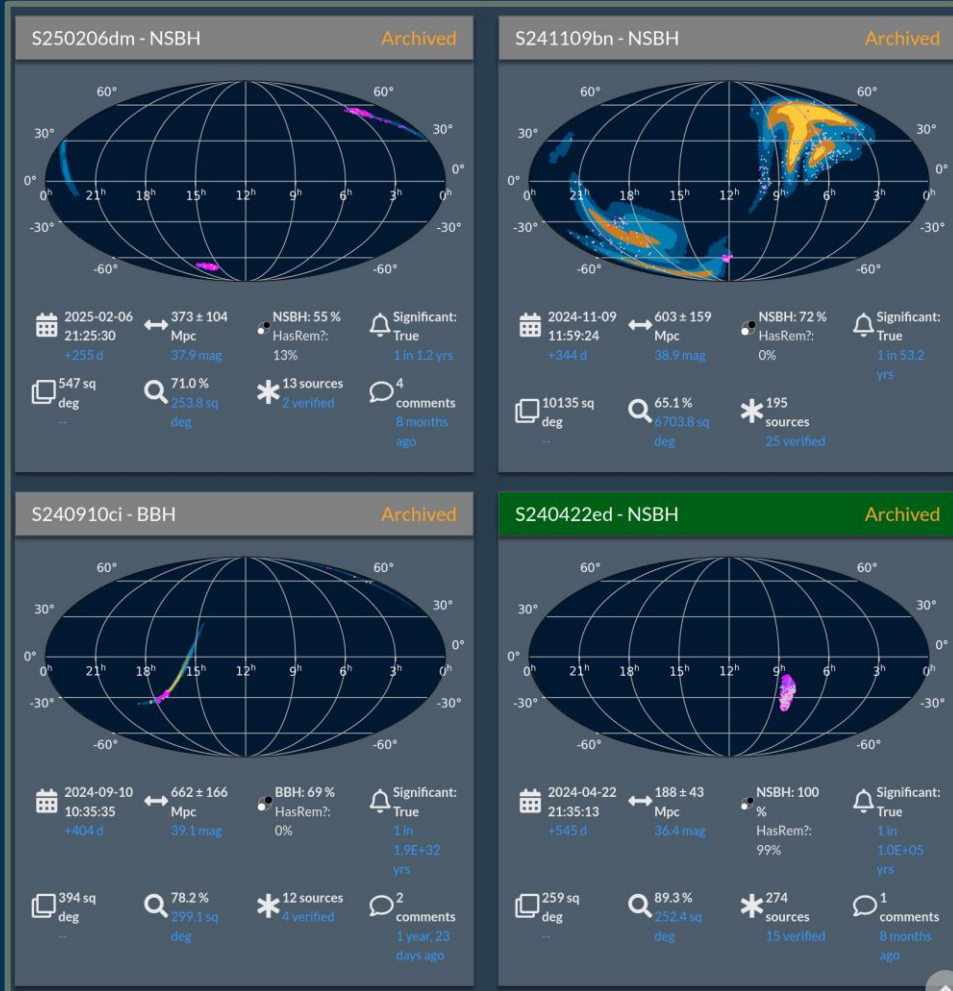 S250206dm - NSBH
Archived
60°
60°
30°
30°
0°
0°
0h 21h 18h 15h 12h 9h 6h 3h 0h
-30°
-30°
-60°
-60°
2025-02-06
21:25:30
+255 d
373 ± 104
Mpc
37.9 mag
NSBH: 55 %
HasRem?:
13%
Significant:
True
1 in 1.2 yrs
547 sq
deg
--
71.0 %
253.8 sq
deg
13 sources
2 verified
4
comments
8 months
ago
S241109bn - NSBH
Archived
60°
60°
30°
30°
0°
0°
0h 21h 18h 15h 12h 9h 6h 3h 0h
-30°
-30°
-60°
-60°
2024-11-09
11:59:24
+344 d
603 ± 159
Mpc
38.9 mag
NSBH: 72 %
HasRem?:
0%
Significant:
True
1 in 53.2
yrs
10135 sq
deg
--
65.1 %
6703.8 sq
deg
195
sources
25 verified
S240910ci - BBH
Archived
60°
60°
30°
30°
0°
0°
0h 21h 18h 15h 12h 9h 6h 3h 0h
-30°
-30°
-60°
-60°
2024-09-10
10:35:35
+404 d
662 ± 166
Mpc
39.1 mag
BBH: 69 %
HasRem?:
0%
Significant:
True
1 in
1.9E+32
yrs
394 sq
deg
--
78.2 %
299.1 sq
deg
12 sources
4 verified
2
comments
1 year, 23
days ago
S240422ed - NSBH
Archived
60°
60°
30°
30°
0°
0°
0h 21h 18h 15h 12h 9h 6h 3h 0h
-30°
-30°
-60°
-60°
2024-04-22
21:35:13
+545 d
188 ± 43
Mpc
36.4 mag
NSBH: 100
%
HasRem?:
99%
Significant:
True
1 in
1.0E+05
yrs
259 sq
deg
--
89.3 %
252.4 sq
deg
274
sources
15 verified
1
comments
8 months
ago